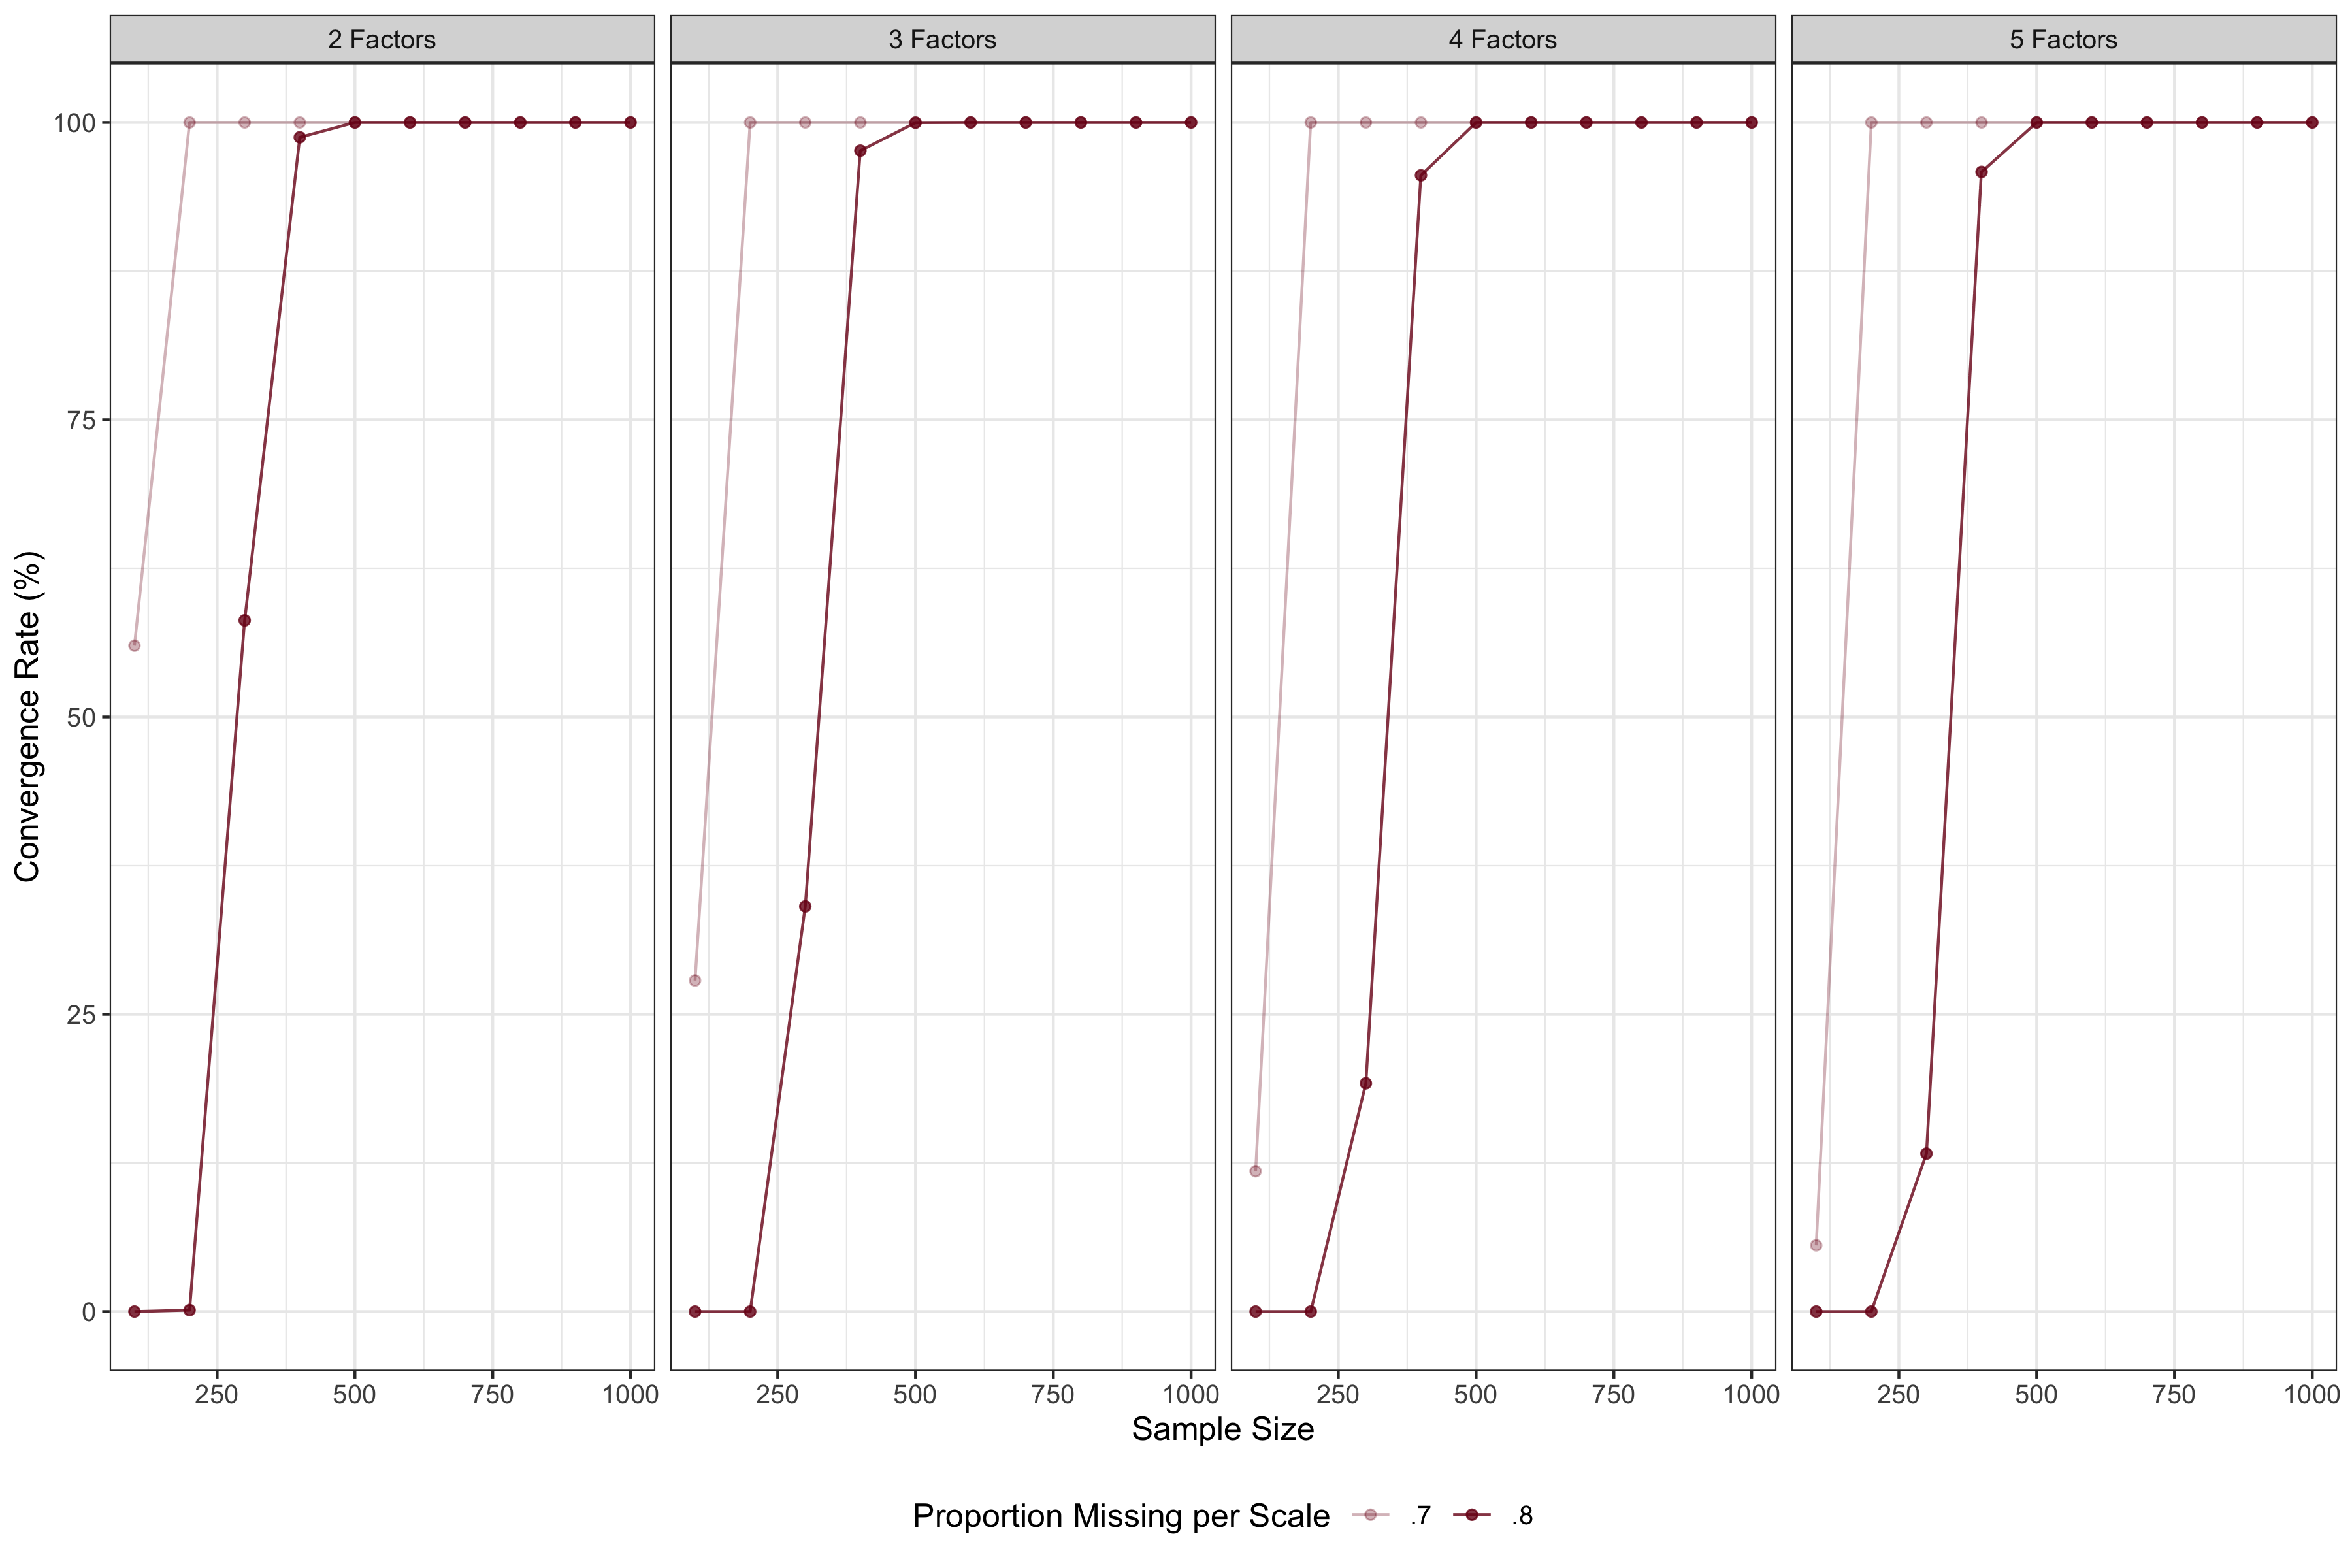 2 Factors 3 Factors 4 Factors 5 Factors
100
75
50
25
0
Convergence Rate (%)
250 500 750 1000 250 500 750 1000 250 500 750 1000 250 500 750 1000
Sample Size
Proportion Missing per Scale .7 .8